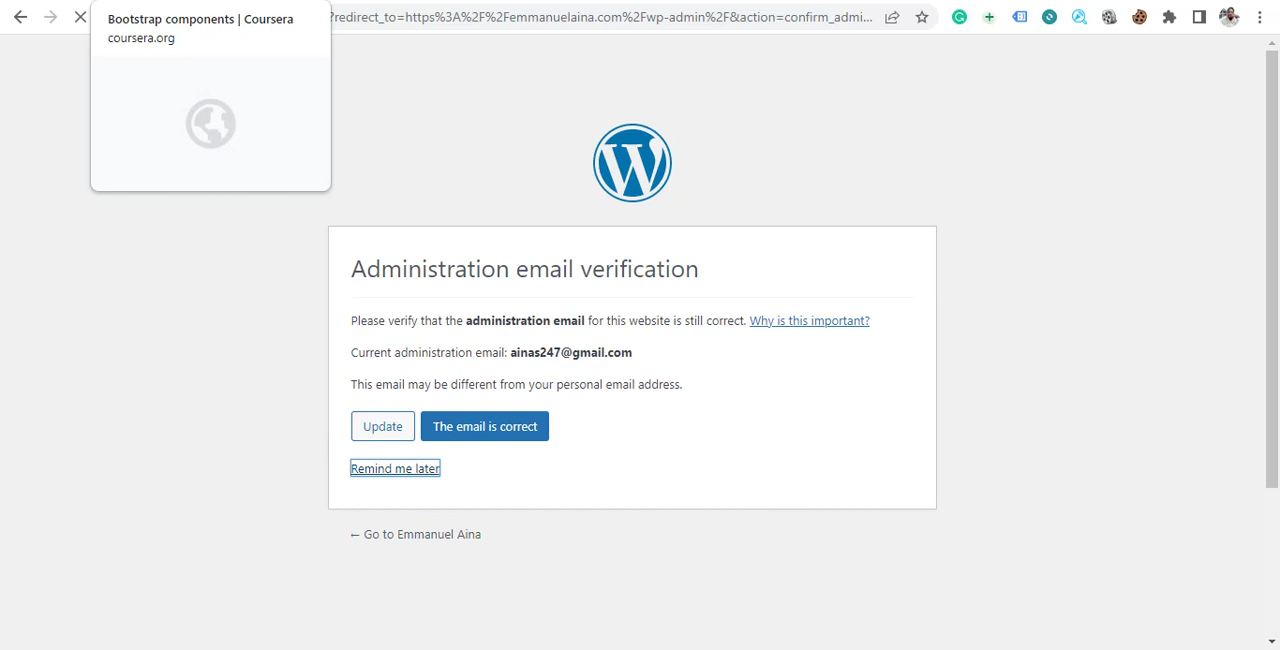 Bootstrap components | Coursera
coursera.org
?redirect_to=https%3A%2F%2Femmanuelaina.com%2Fwp-admin%2F&action=confirm_admi...
Administration email verification
Please verify that the administration email for this website is still correct. Why is this important?
Current administration email: ainas247@gmail.com
This email may be different from your personal email address.
Update The email is correct
Remind me later
← Go to Emmanuel Aina